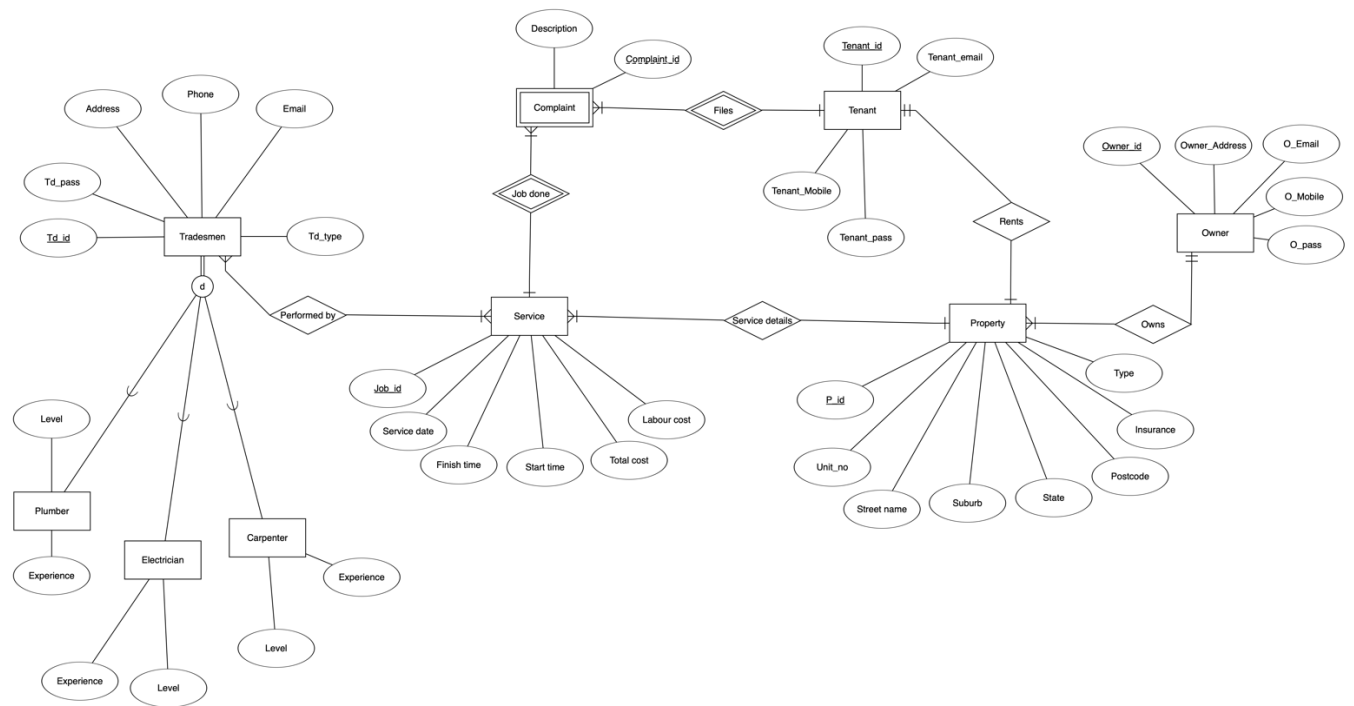 Description
Complaint_id
Complaint
Files
Tenant_id
Tenant_email
Tenant
Tenant_Mobile
Tenant_pass
Address
Phone
Email
Td_pass
Td_id
Tradesmen
Td_type
d
Job done
Rents
Owner_id
Owner_Address
O_Email
O_Mobile
O_pass
Owner
Performed by
Service
Service details
Property
Owns
Job_id
Service date
Finish time
Start time
Total cost
Labour cost
P_id
Unit_no
Street name
Suburb
State
Postcode
Insurance
Type
Level
Plumber
Experience
Electrician
Experience
Level
Carpenter
Experience
Level